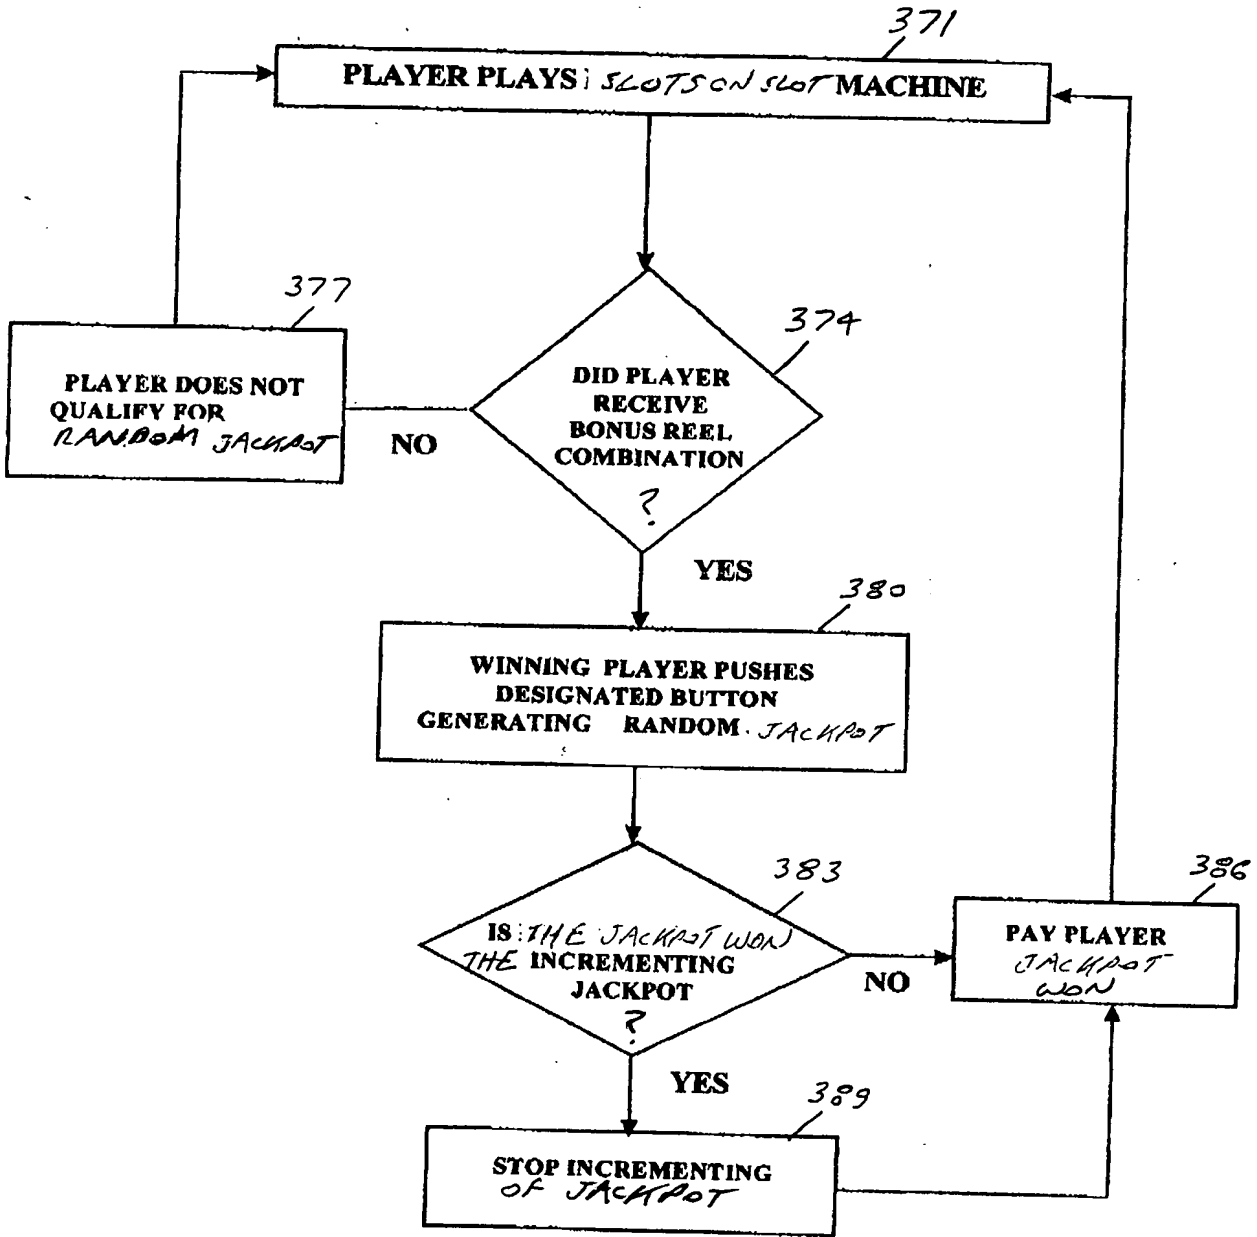 371
PLAYER PLAYS SLOTS ON SLOT MACHINE
377
PLAYER DOES NOT
QUALIFY FOR
RANDOM JACKPOT
NO
374
DID PLAYER
RECEIVE
BONUS REEL
COMBINATION
?
YES
380
WINNING PLAYER PUSHES
DESIGNATED BUTTON
GENERATING RANDOM JACKPOT
383
IS THE JACKPOT WON
THE INCREMENTING
JACKPOT
?
NO
386
PAY PLAYER
JACKPOT
WON
YES
389
STOP INCREMENTING
OF JACKPOT